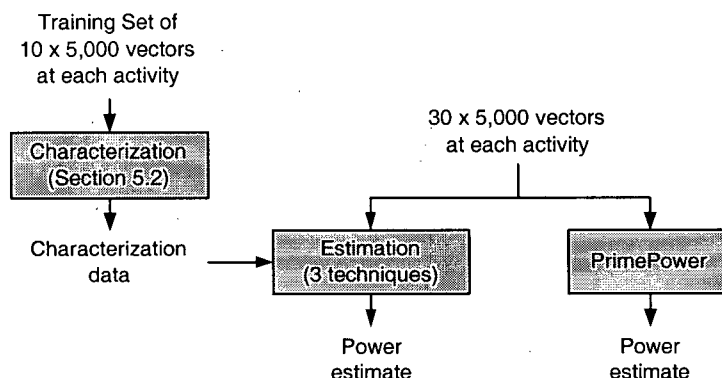 Training Set of
10 x 5,000 vectors
at each activity
30 x 5,000 vectors
at each activity
Characterization
(Section 5.2)
Characterization
data
Estimation
(3 techniques)
PrimePower
Power
estimate
Power
estimate